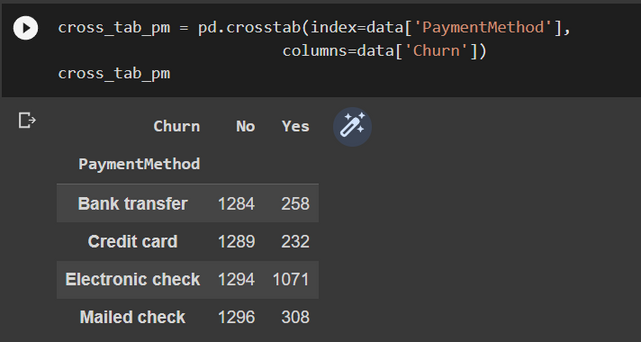 cross_tab_pm = pd.crosstab(index=data['PaymentMethod'],
columns=data['Churn'])
cross_tab_pm
Churn No Yes
PaymentMethod
Bank transfer 1284 258
Credit card 1289 232
Electronic check 1294 1071
Mailed check 1296 308